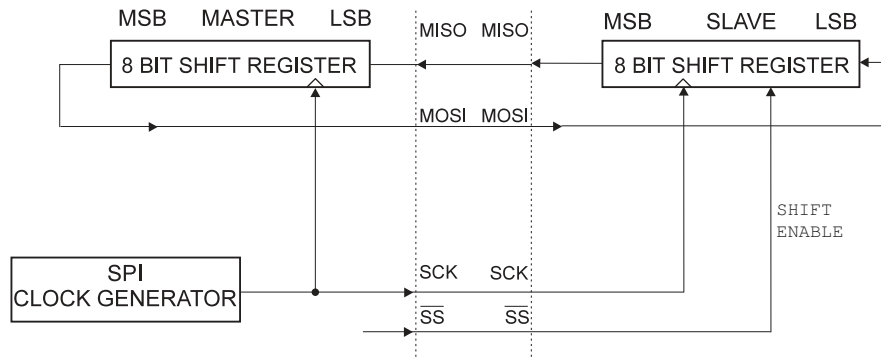 MSB MASTER LSB
MISO MISO
MSB SLAVE LSB
8 BIT SHIFT REGISTER
8 BIT SHIFT REGISTER
MOSI MOSI
SHIFT
ENABLE
SPI
CLOCK GENERATOR
SCK SCK
SS SS